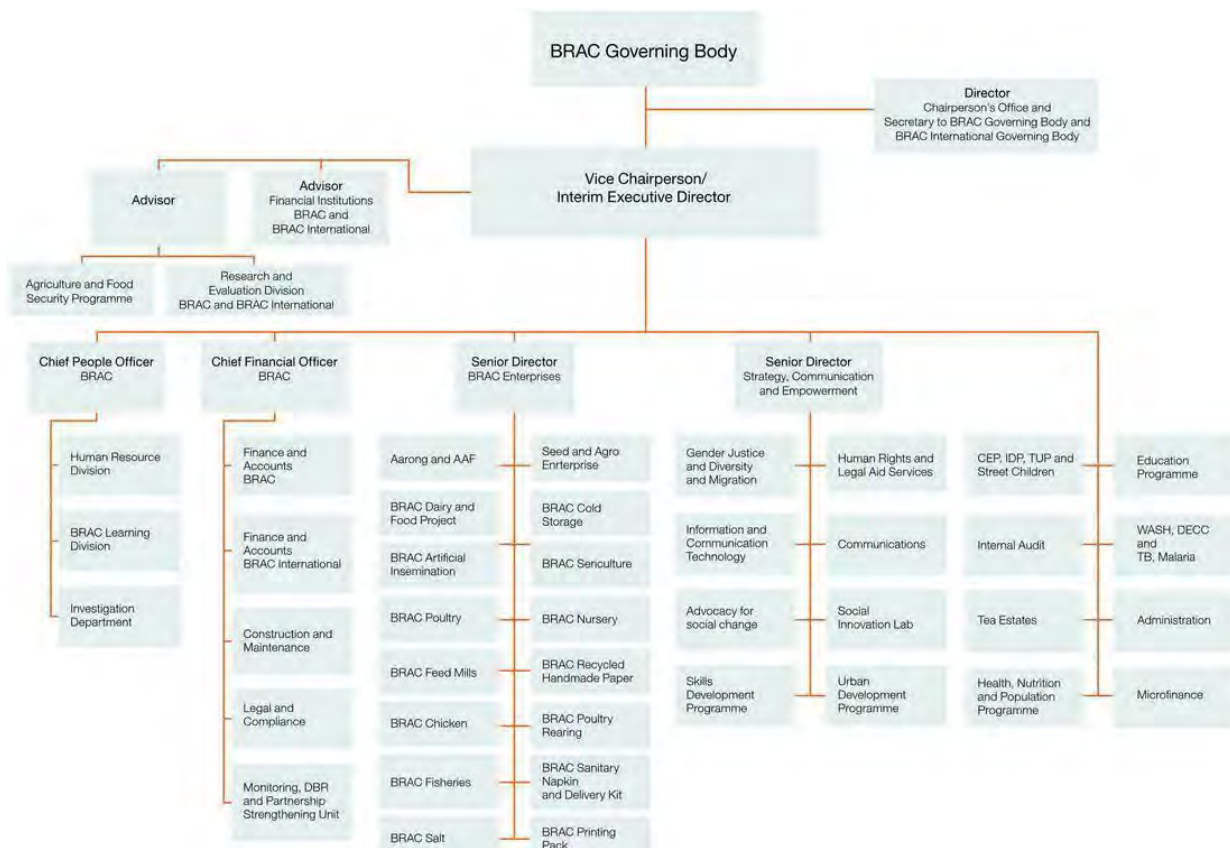 BRAC Governing Body
Director
Chairperson's Office and
Secretary to BRAC Governing Body and
BRAC International Governing Body
Vice Chairperson/
Interim Executive Director
Advisor
Advisor
Financial Institutions
BRAC and
BRAC International
Agriculture and Food
Security Programme
Research and
Evaluation Division
BRAC and BRAC International
Chief People Officer
BRAC
Human Resource
Division
BRAC Learning
Division
Investigation
Department
Chief Financial Officer
BRAC
Finance and
Accounts
BRAC
Finance and
Accounts
BRAC International
Construction and
Maintenance
Legal and
Compliance
Monitoring, DBR
and Partnership
Strengthening Unit
Senior Director
BRAC Enterprises
Aarong and AAF
Seed and Agro
Enrterprise
BRAC Dairy and
Food Project
BRAC Cold
Storage
BRAC Artificial
Insemination
BRAC Sericulture
BRAC Poultry
BRAC Nursery
BRAC Feed Mills
BRAC Recycled
Handmade Paper
BRAC Chicken
BRAC Poultry
Rearing
BRAC Fisheries
BRAC Sanitary
Napkin
and Delivery Kit
BRAC Salt
BRAC Printing
Pack
Senior Director
Strategy, Communication
and Empowerment
Gender Justice
and Diversity
and Migration
Human Rights and
Legal Aid Services
Information and
Communication
Technology
Communications
Advocacy for
social change
Social
Innovation Lab
Skills
Development
Programme
Urban
Development
Programme
CEP, IDP, TUP and
Street Children
Education
Programme
Internal Audit
WASH, DECC
and
TB, Malaria
Tea Estates
Administration
Health, Nutrition
and Population
Programme
Microfinance